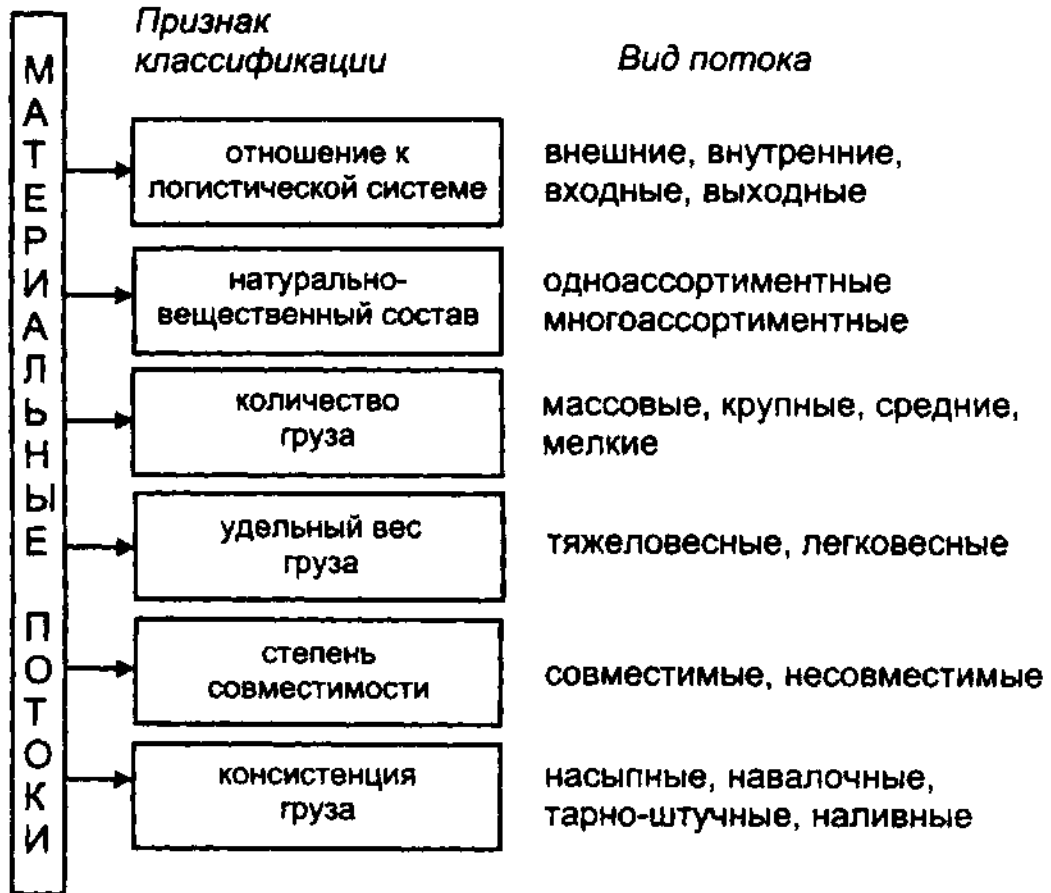 МАТЕРИАЛЬНЫЕ ПОТОКИ
Признак
классификации
Вид потока
отношение к
логистической системе
внешние, внутренние,
входные, выходные
натурально-
вещественный состав
одноассортиментные
многоассортиментные
количество
груза
массовые, крупные, средние,
мелкие
удельный вес
груза
тяжеловесные, легковесные
степень
совместимости
совместимые, несовместимые
консистенция
груза
насыпные, навалочные,
тарно-штучные, наливные